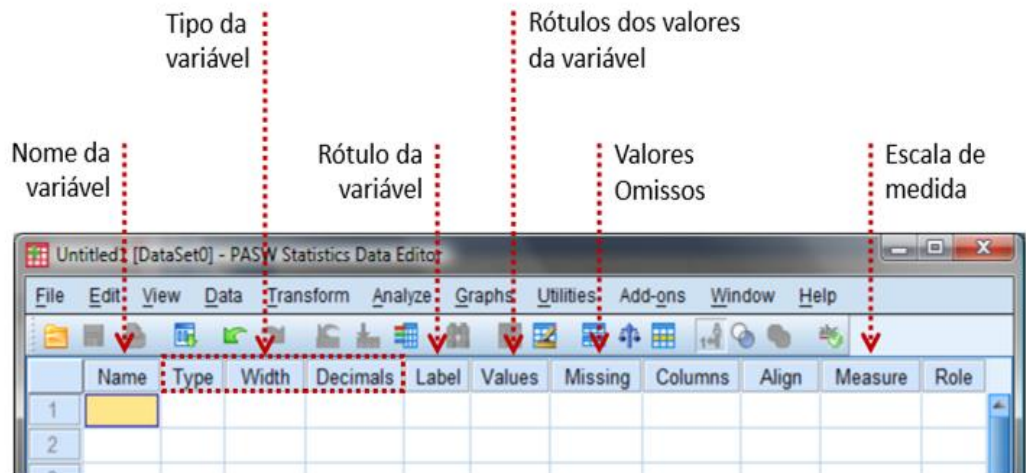 Tipo da
variável
Rótulos dos valores
da variável
Nome da
variável
Rótulo da
variável
Valores
Omissos
Escala de
medida
Untitled1 [DataSet0] - PASW Statistics Data Editor
File Edit View Data Transform Analyze Graphs Utilities Add-ons Window Help
Name Type Width Decimals Label Values Missing Columns Align Measure Role
1
2